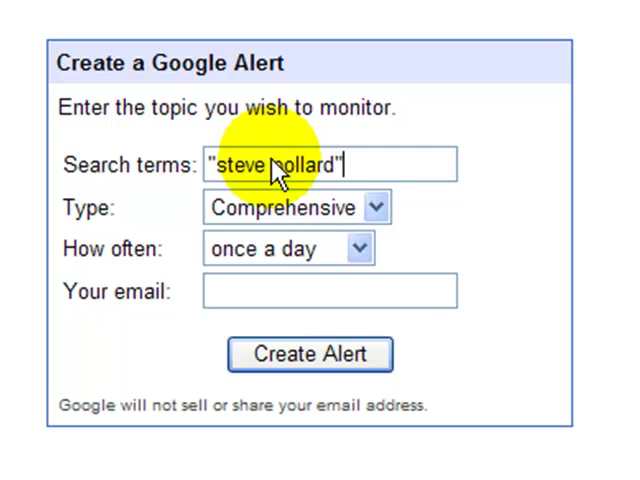 Create a Google Alert
Enter the topic you wish to monitor.
Search terms: "steve pollard"
Type: Comprehensive
How often: once a day
Your email:
Create Alert
Google will not sell or share your email address.